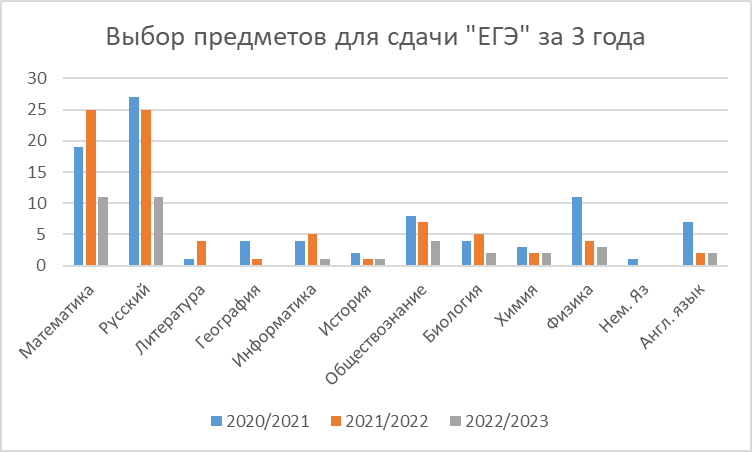 Выбор предметов для сдачи "ЕГЭ" за 3 года
30
25
20
15
10
5
0
Математика
Русский
Литература
География
Информатика
История
Обществознание
Биология
Химия
Физика
Нем. Яз
Англ. язык
2020/2021 2021/2022 2022/2023